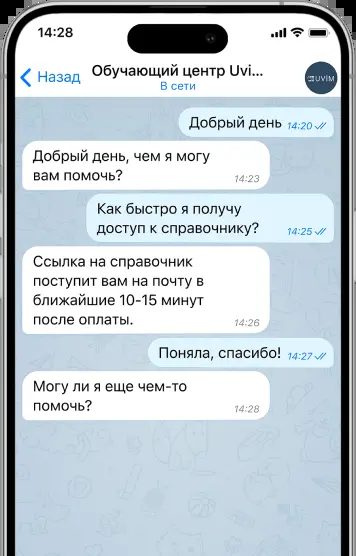 14:28
Назад
Обучающий центр Uvi...
В сети
UVIM
Добрый день 14:20
Добрый день, чем я могу
вам помочь?
14:23
Как быстро я получу
доступ к справочнику?
14:25
Ссылка на справочник
поступит вам на почту в
ближайшие 10-15 минут
после оплаты.
14:26
Поняла, спасибо! 14:27
Могу ли я еще чем-то
помочь?
14:28